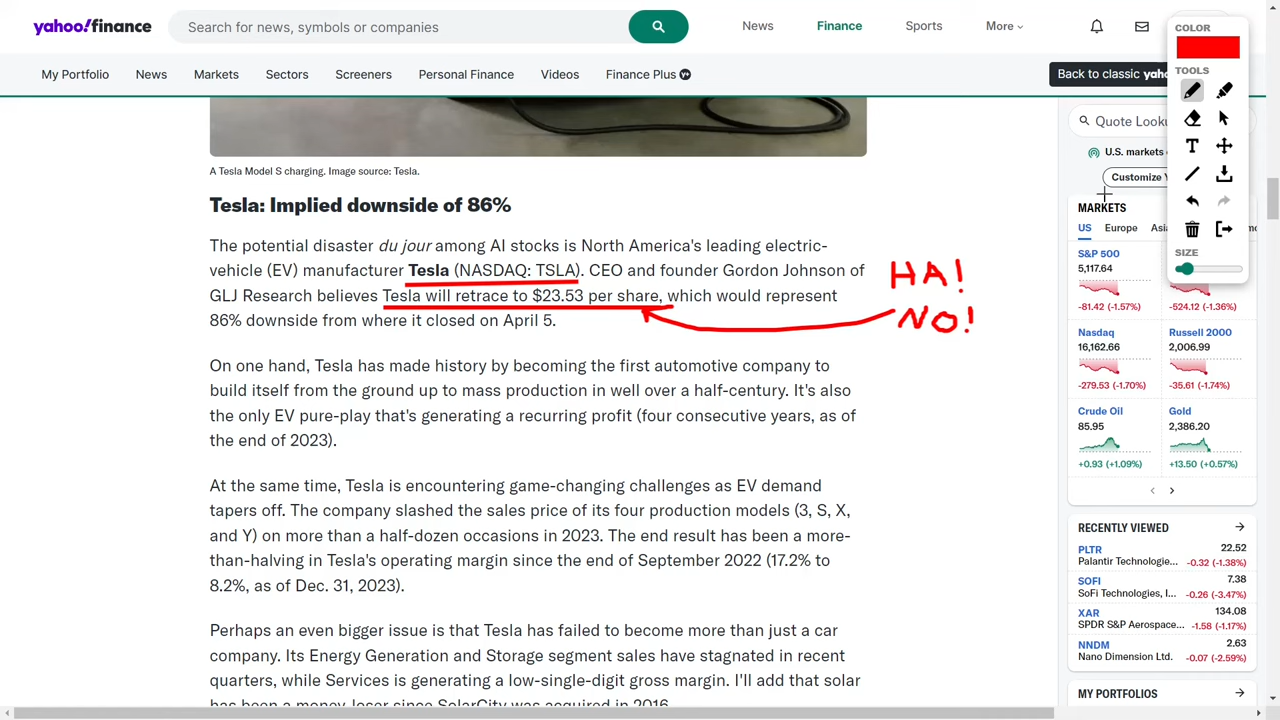 yahoo!finance
Search for news, symbols or companies
News
Finance
Sports
More
COLOR
TOOLS
T
SIZE
My Portfolio
News
Markets
Sectors
Screeners
Personal Finance
Videos
Finance Plus
Back to classic
Quote
U.S. markets
Customize
A Tesla Model S charging. Image source: Tesla.
Tesla: Implied downside of 86%
The potential disaster du jour among AI stocks is North America's leading electric-
vehicle (EV) manufacturer Tesla (NASDAQ: TSLA). CEO and founder Gordon Johnson of
GLJ Research believes Tesla will retrace to $23.53 per share, which would represent
86% downside from where it closed on April 5.
HA!
NO!
On one hand, Tesla has made history by becoming the first automotive company to
build itself from the ground up to mass production in well over a half-century. It's also
the only EV pure-play that's generating a recurring profit (four consecutive years, as of
the end of 2023).
At the same time, Tesla is encountering game-changing challenges as EV demand
tapers off. The company slashed the sales price of its four production models (3, S, X,
and Y) on more than a half-dozen occasions in 2023. The end result has been a more-
than-halving in Tesla's operating margin since the end of September 2022 (17.2% to
8.2%, as of Dec. 31, 2023).
Perhaps an even bigger issue is that Tesla has failed to become more than just a car
company. Its Energy Generation and Storage segment sales have stagnated in recent
quarters, while Services is generating a low-single-digit gross margin. I'll add that solar
has been a money-loser since SolarCity was acquired in 2016.
MARKETS
US Europe
S&P 500
5,117.64
-81.42 (-1.57%)
-524.12 (-1.36%)
Nasdaq
16,162.66
-279.53 (-1.70%)
Russell 2000
2,006.99
-35.61 (-1.74%)
Crude Oil
85.95
+0.93 (+1.09%)
Gold
2,386.20
+13.50 (+0.57%)
RECENTLY VIEWED
PLTR 22.52
Palantir Technologie... -0.32 (-1.38%)
SOFI 7.38
SoFi Technologies, I... -0.26 (-3.47%)
XAR 134.08
SPDR S&P Aerospace... -1.58 (-1.17%)
NNDM 2.63
Nano Dimension Ltd. -0.07 (-2.59%)
MY PORTFOLIOS